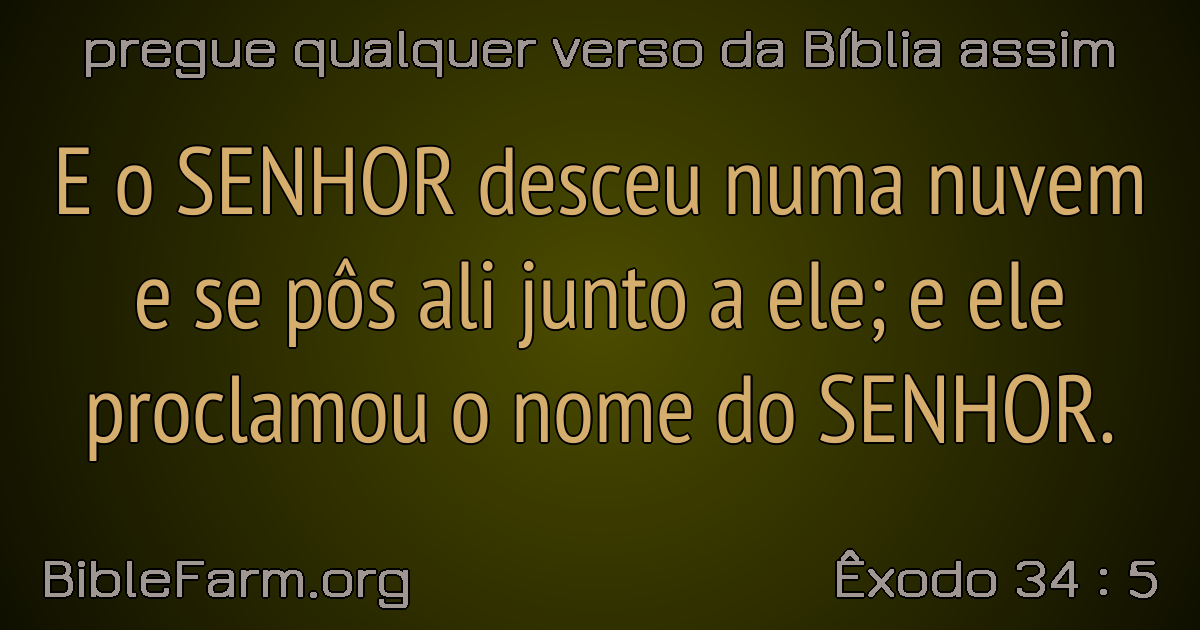 pregue qualquer verso da Bíblia assim
E o SENHOR desceu numa nuvem
e se pôs ali junto a ele; e ele
proclamou o nome do SENHOR.
BibleFarm.org
Êxodo 34 : 5